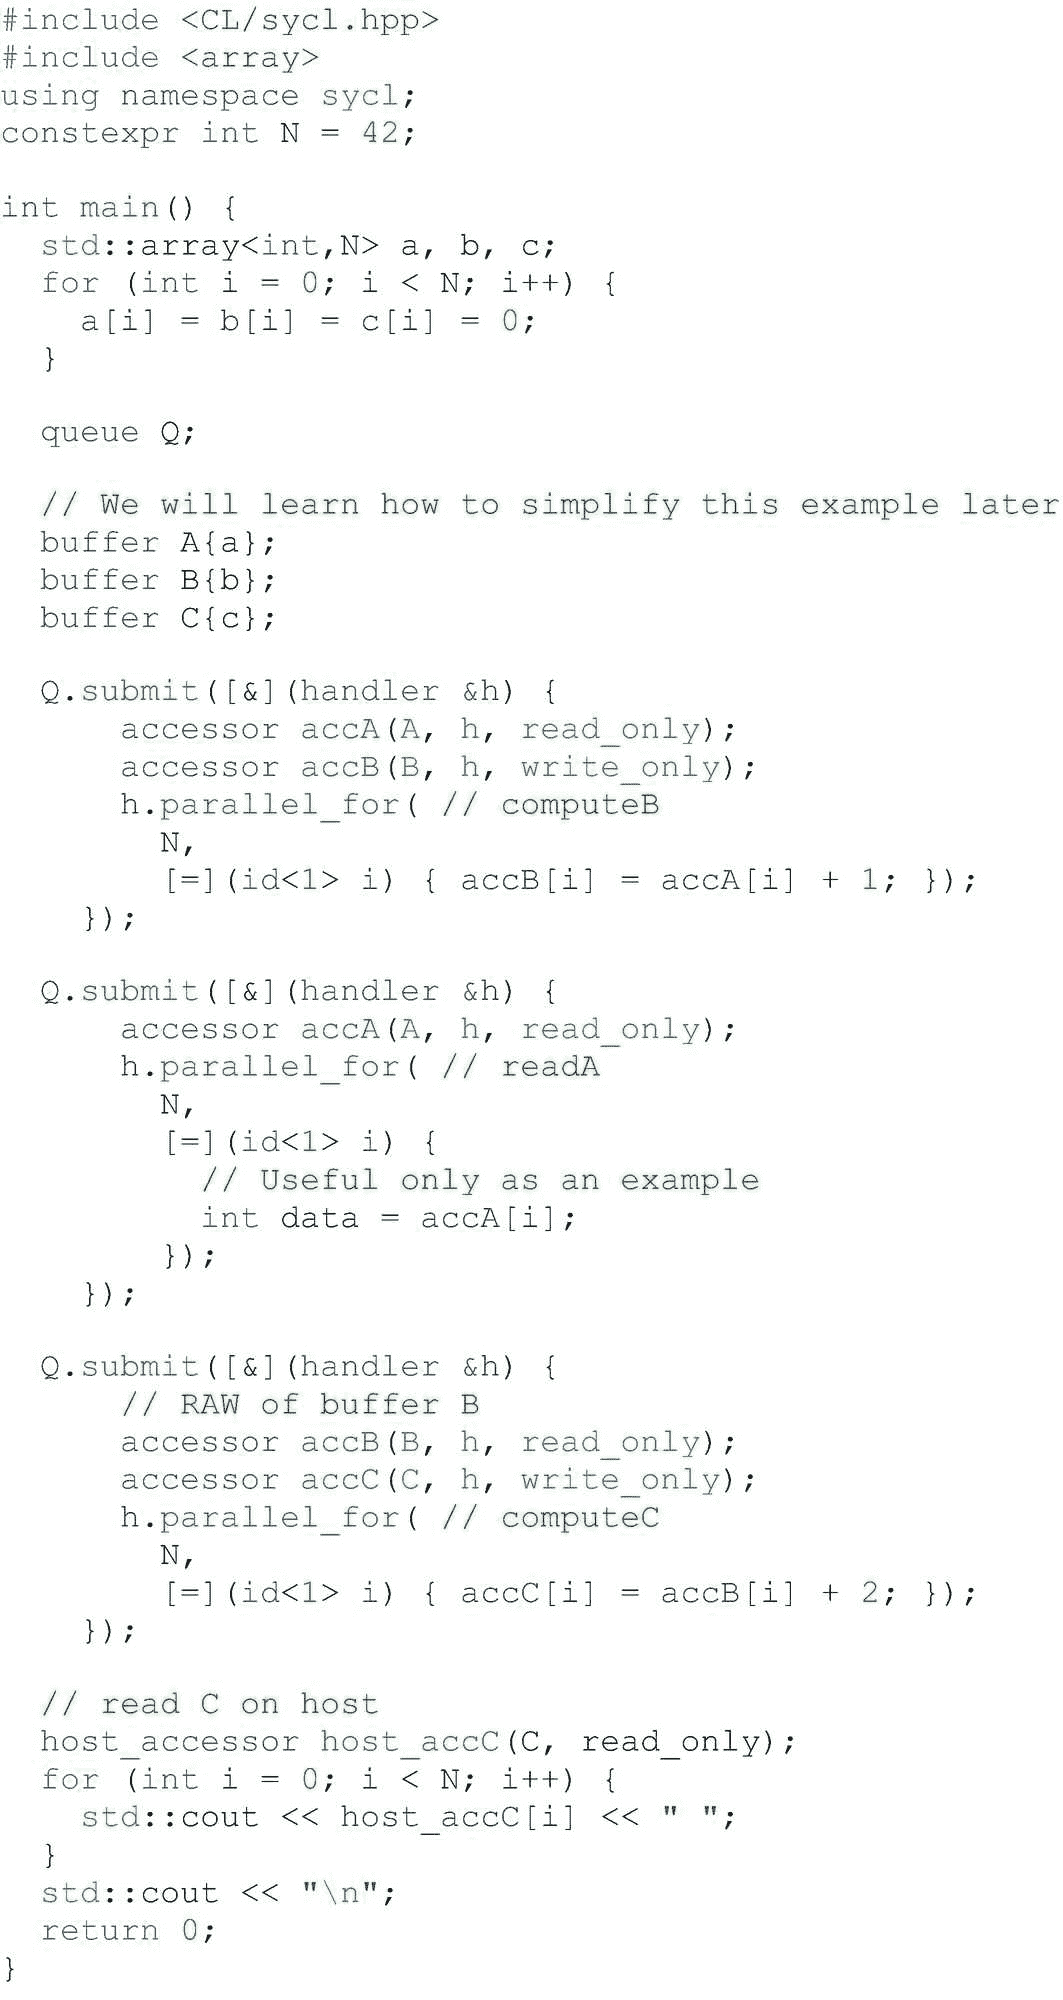 #include <CL/sycl.hpp>
#include <array>
using namespace sycl;
constexpr int N = 42;

int main() {
  std::array<int,N> a, b, c;
  for (int i = 0; i < N; i++) {
    a[i] = b[i] = c[i] = 0;
  }

  queue Q;

  // We will learn how to simplify this example later
  buffer A{a};
  buffer B{b};
  buffer C{c};

  Q.submit([&](handler &h) {
      accessor accA(A, h, read_only);
      accessor accB(B, h, write_only);
      h.parallel_for( // computeB
        N,
        [=](id<1> i) { accB[i] = accA[i] + 1; });
    });

  Q.submit([&](handler &h) {
      accessor accA(A, h, read_only);
      h.parallel_for( // readA
        N,
        [=](id<1> i) {
          // Useful only as an example
          int data = accA[i];
        });
    });

  Q.submit([&](handler &h) {
      // RAW of buffer B
      accessor accB(B, h, read_only);
      accessor accC(C, h, write_only);
      h.parallel_for( // computeC
        N,
        [=](id<1> i) { accC[i] = accB[i] + 2; });
    });

  // read C on host
  host_accessor host_accC(C, read_only);
  for (int i = 0; i < N; i++) {
    std::cout << host_accC[i] << " ";
  }
  std::cout << "\n";
  return 0;
}